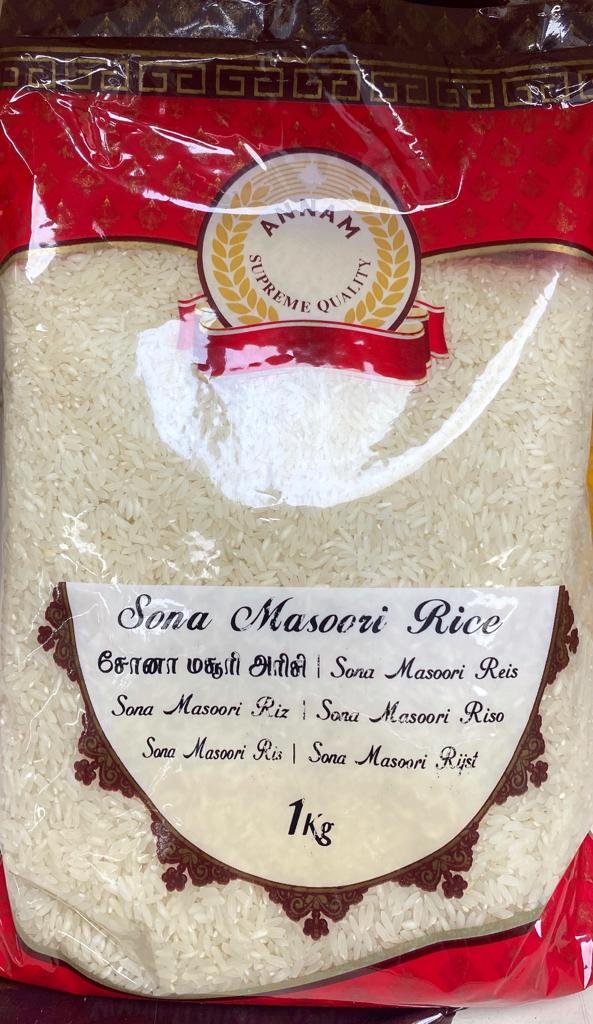 ANNAM
SUPREME QUALITY
Sona Masoori Rice
சோனா மசூரி அரிசி | Sona Masoori Reis
Sona Masoori Riz | Sona Masoori Riso
Sona Masoori Ris | Sona Masoori Rijst
1Kg